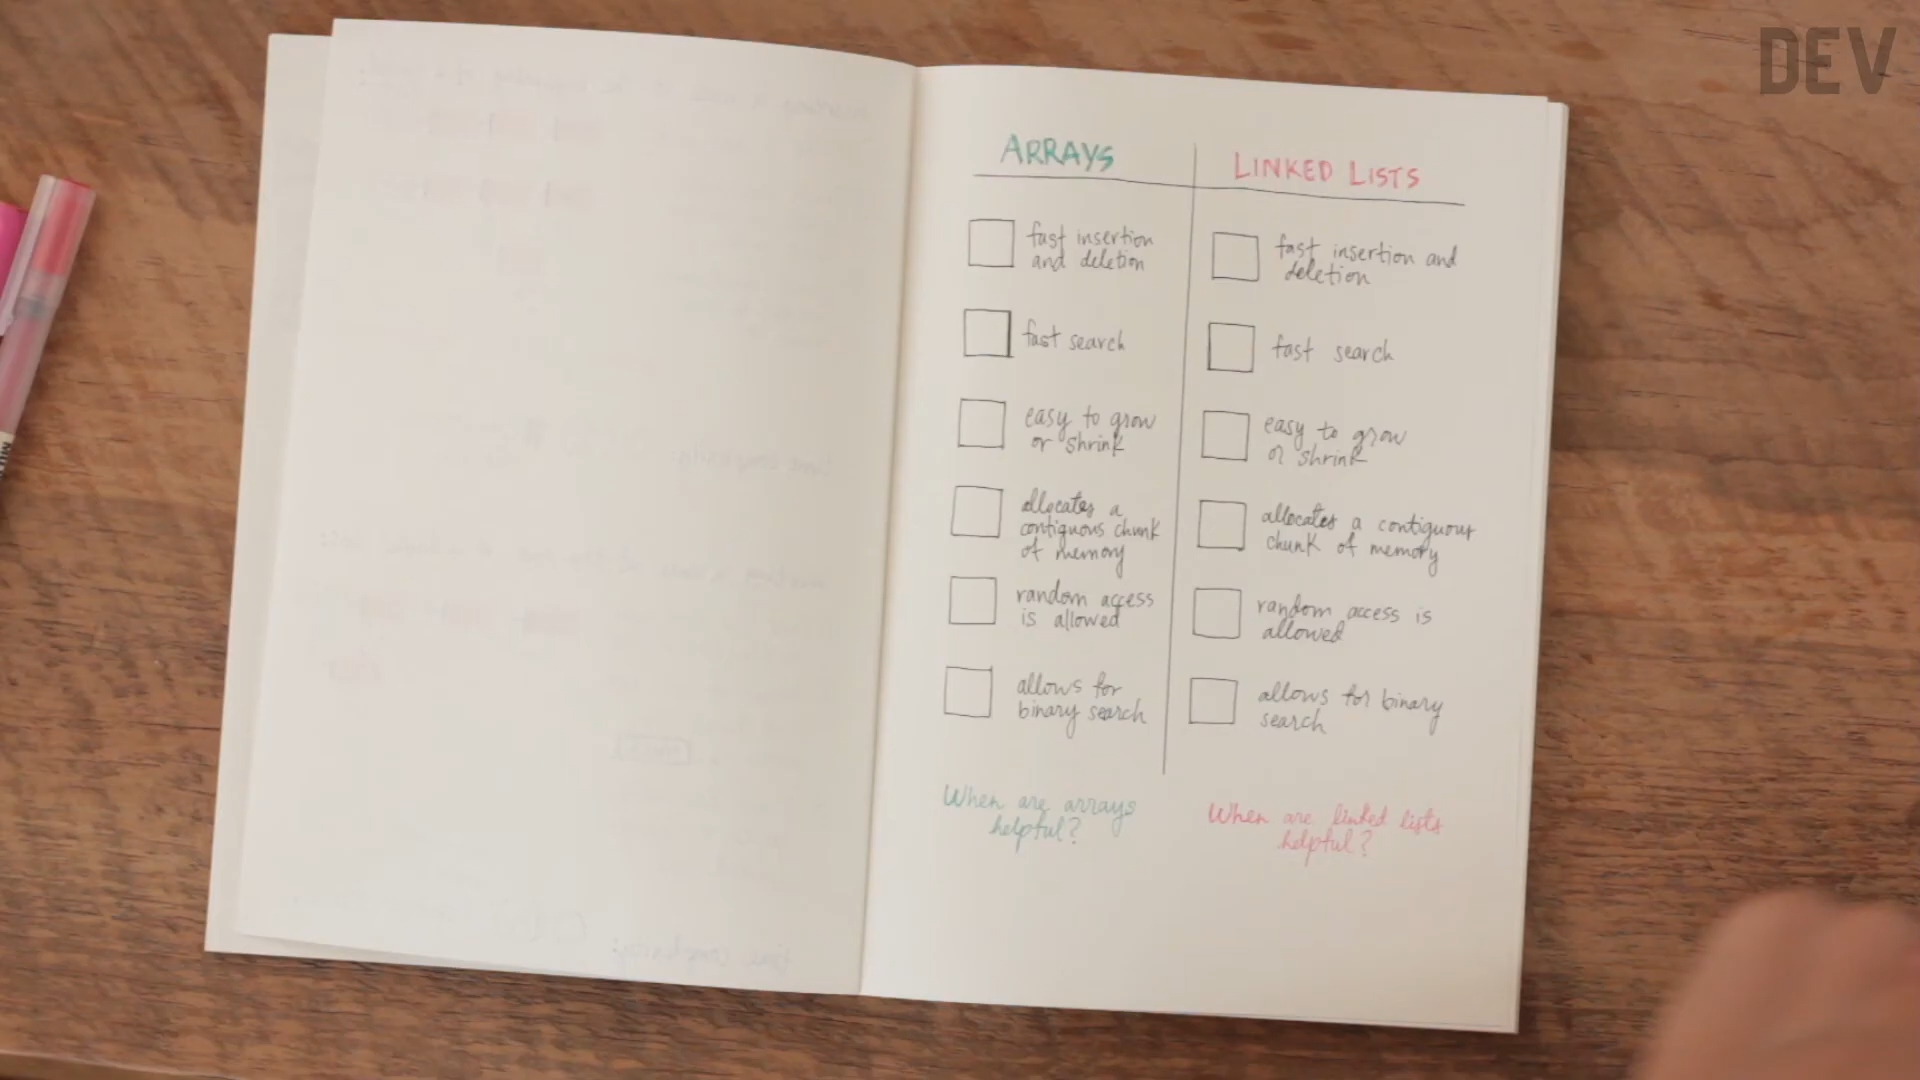 DEV
ARRAYS
fast insertion
and deletion
fast search
easy to grow
or shrink
allocates a
contiguous chunk
of memory
random access
is allowed
allows for
binary search
When are arrays
helpful?
LINKED LISTS
fast insertion and
deletion
fast search
easy to grow
or shrink
allocates a contiguous
chunk of memory
random access is
allowed
allows for binary
search
When are linked lists
helpful?